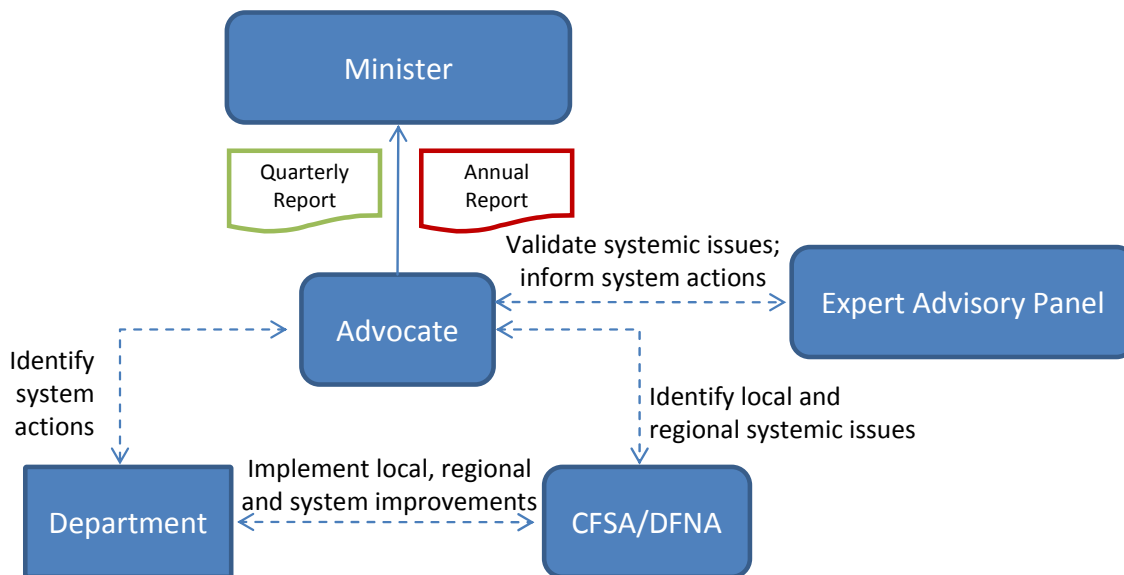 Minister
Quarterly
Report
Annual
Report
Validate systemic issues;
inform system actions
Expert Advisory Panel
Advocate
Identify
system
actions
Identify local and
regional systemic issues
Implement local, regional
and system improvements
Department
CFSA/DFNA